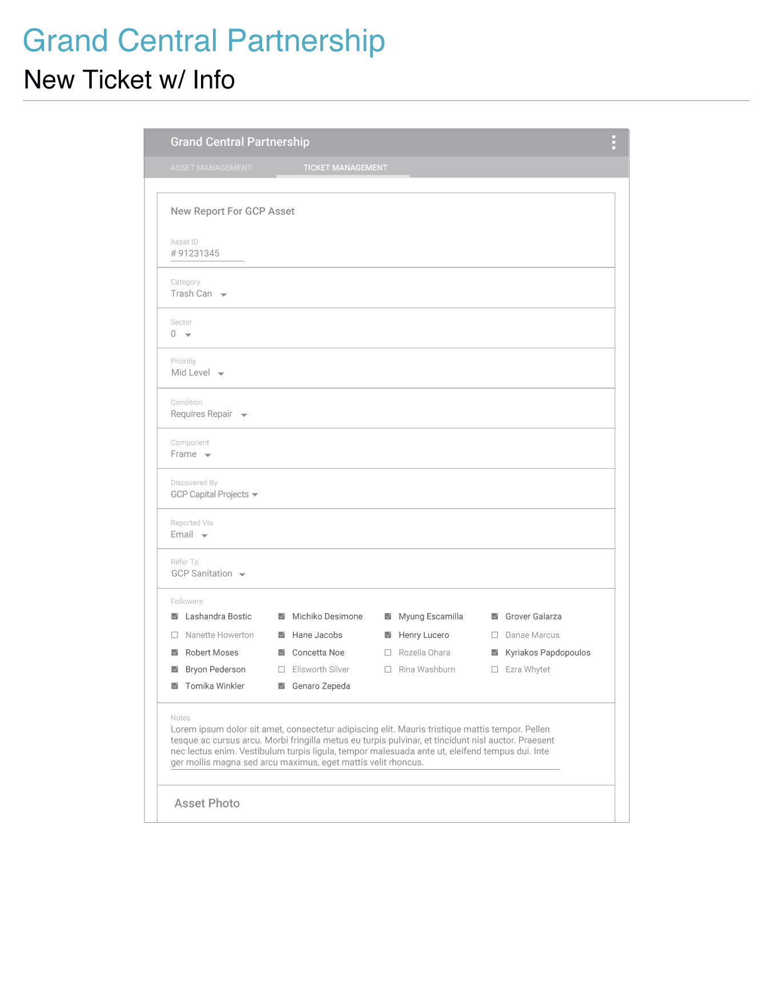 Grand Central Partnership
New Ticket w/ Info
Grand Central Partnership
ASSET MANAGEMENT TICKET MANAGEMENT
New Report For GCP Asset
Asset ID
# 91231345
Category
Trash Can
Sector
0
Prioritiy
Mid Level
Condition
Requires Repair
Component
Frame
Discovered By
GCP Capital Projects
Reported Via
Email
Refer To
GCP Sanitation
Followers
Lashandra Bostic Michiko Desimone Myung Escamilla Grover Galarza
Nanette Howerton Hane Jacobs Henry Lucero Danae Marcus
Robert Moses Concetta Noe Rozella Ohara Kyriakos Papdopoulos
Bryon Pederson Ellsworth Silver Rina Washburn Ezra Whytet
Tomika Winkler Genaro Zepeda
Notes
Lorem ipsum dolor sit amet, consectetur adipiscing elit. Mauris tristique mattis tempor. Pellen
tesque ac cursus arcu. Morbi fringilla metus eu turpis pulvinar, et tincidunt nisl auctor. Praesent
nec lectus enim. Vestibulum turpis ligula, tempor malesuada ante ut, eleifend tempus dui. Inte
ger mollis magna sed arcu maximus, eget mattis velit rhoncus.
Asset Photo